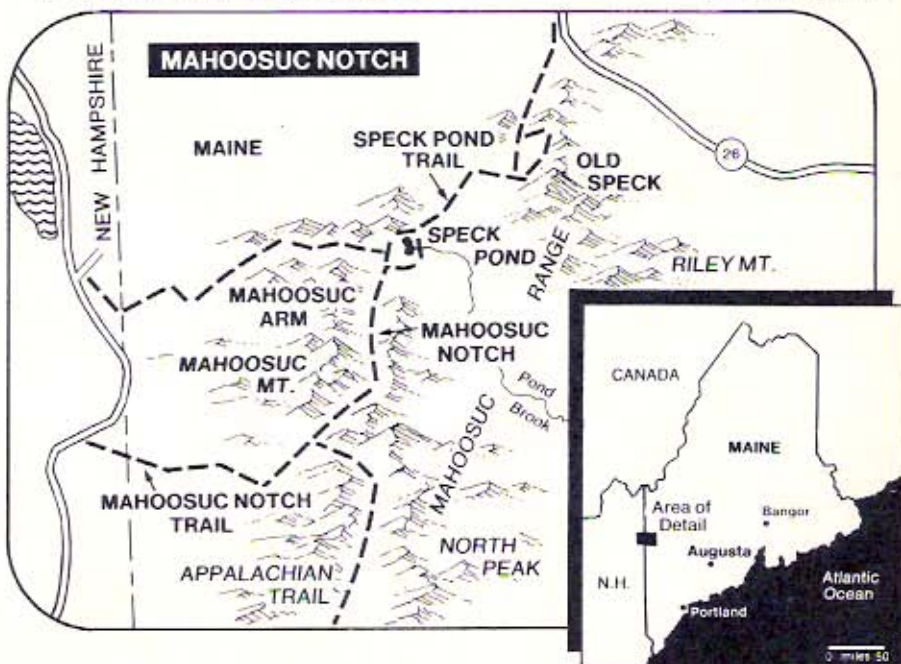 MAHOOSUC NOTCH
NEW HAMPSHIRE
MAINE
SPECK POND
TRAIL
26
OLD
SPECK
SPECK
POND
RANGE
RILEY MT.
MAHOOSUC
ARM
MAHOOSUC
NOTCH
MAHOOSUC
MT.
Pond
Brook
MAHOOSUC
MAHOOSUC NOTCH
TRAIL
APPALACHIAN
TRAIL
NORTH
PEAK
CANADA
MAINE
Area of
Detail
Bangor
Augusta
N.H.
Atlantic
Ocean
Portland
0 miles 50